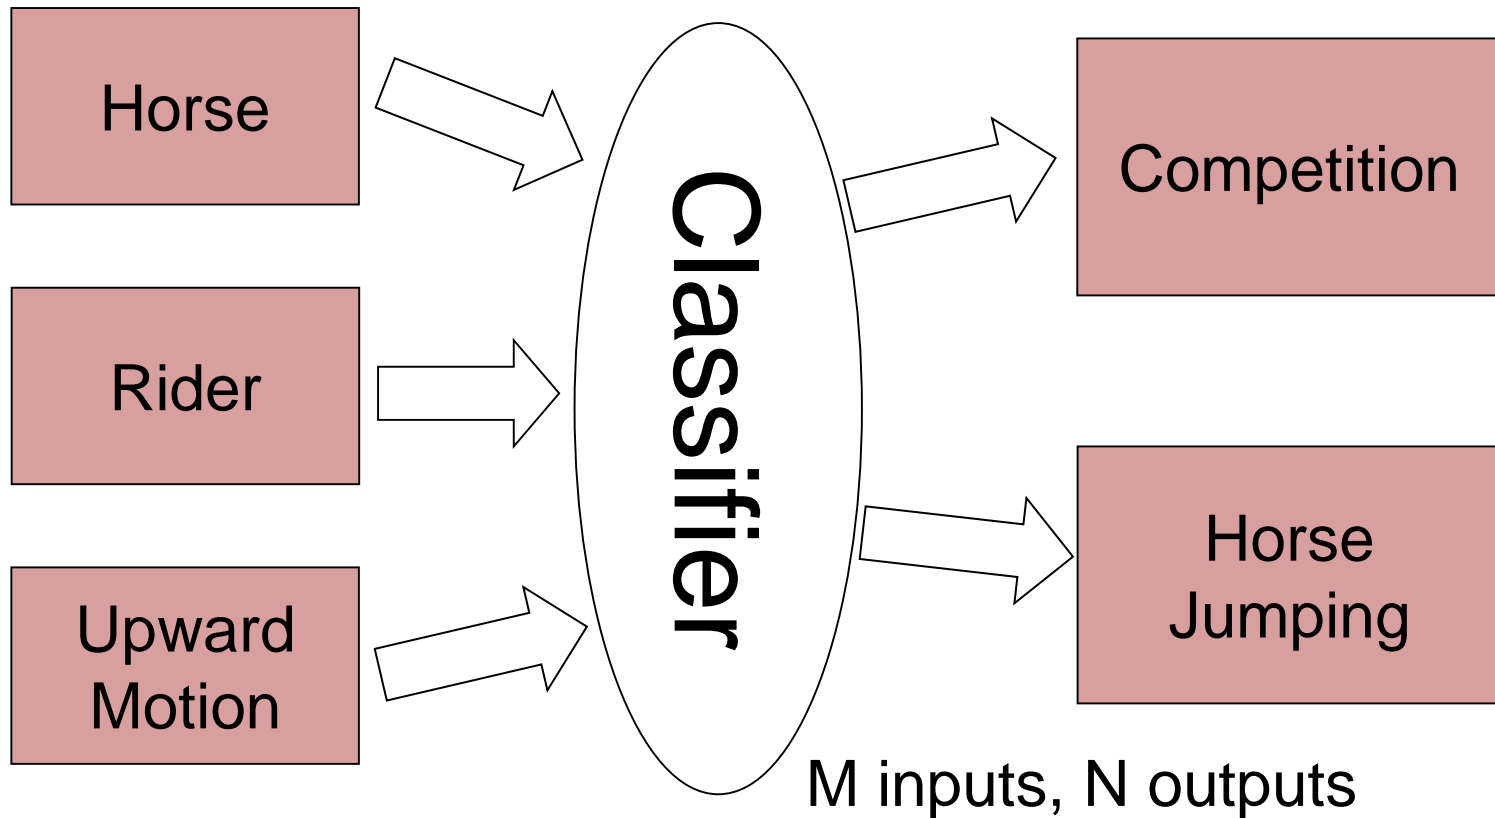 Horse
Rider
Upward
Motion
Classifier
Competition
Horse
Jumping
M inputs, N outputs